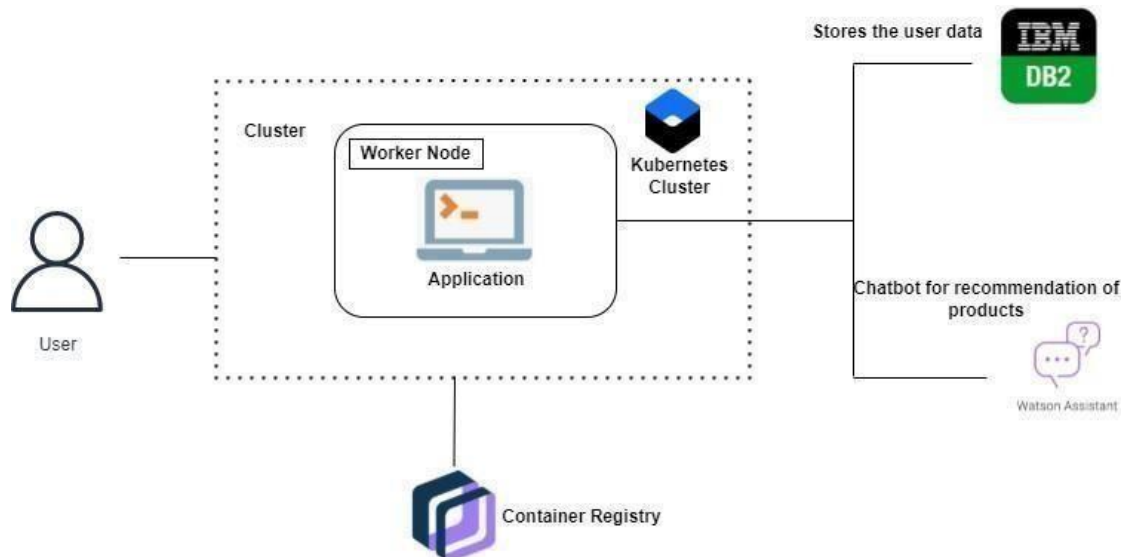 Stores the user data
IBM
DB2
Cluster
Worker Node
Kubernetes
Cluster
Application
User
Chatbot for recommendation of
products
?
Watson Assistant
Container Registry